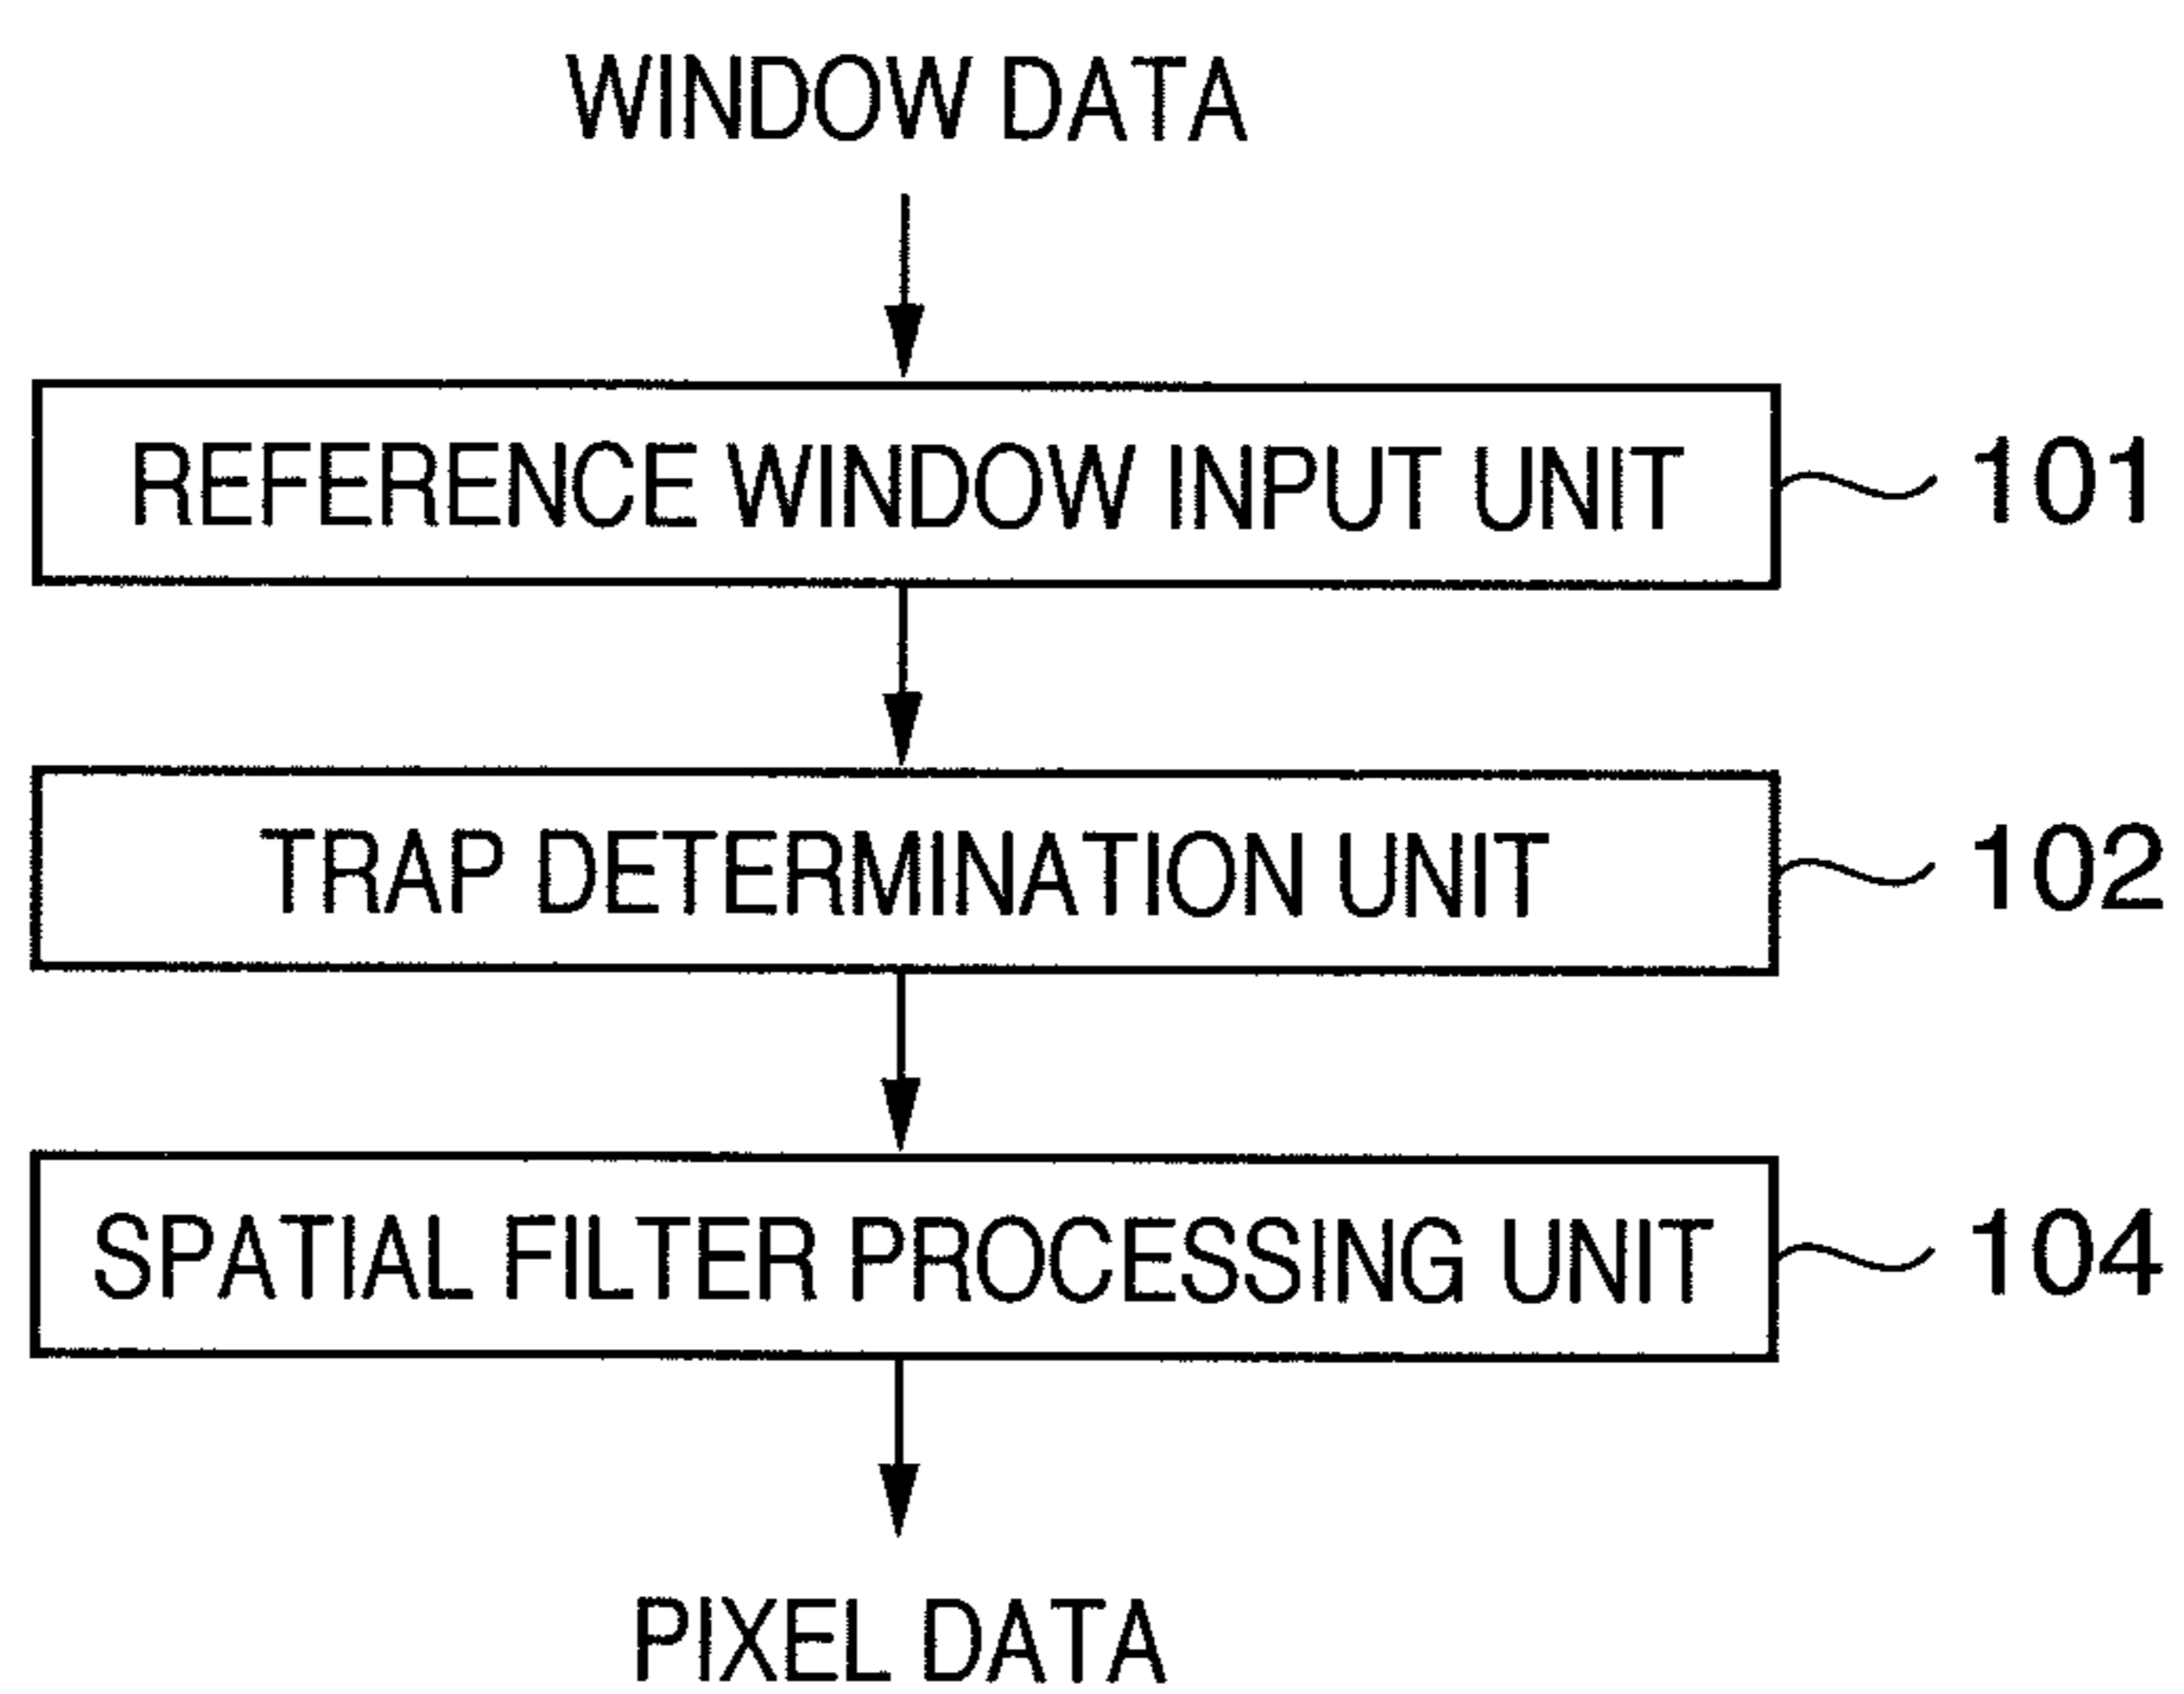 WINDOW DATA
REFERENCE WINDOW INPUT UNIT 101
TRAP DETERMINATION UNIT 102
SPATIAL FILTER PROCESSING UNIT 104
PIXEL DATA